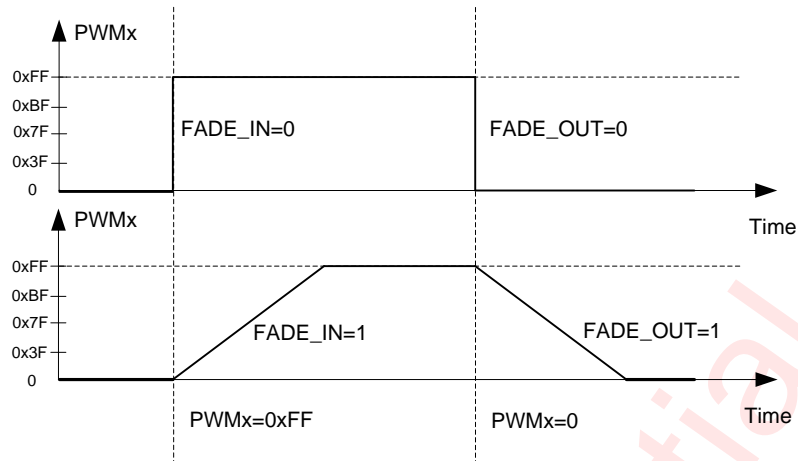 PWMx
0xFF
0xBF
0x7F
0x3F
0
FADE_IN=0
FADE_OUT=0
Time
PWMx
0xFF
0xBF
0x7F
0x3F
0
FADE_IN=1
FADE_OUT=1
Time
PWMx=0xFF
PWMx=0
tial